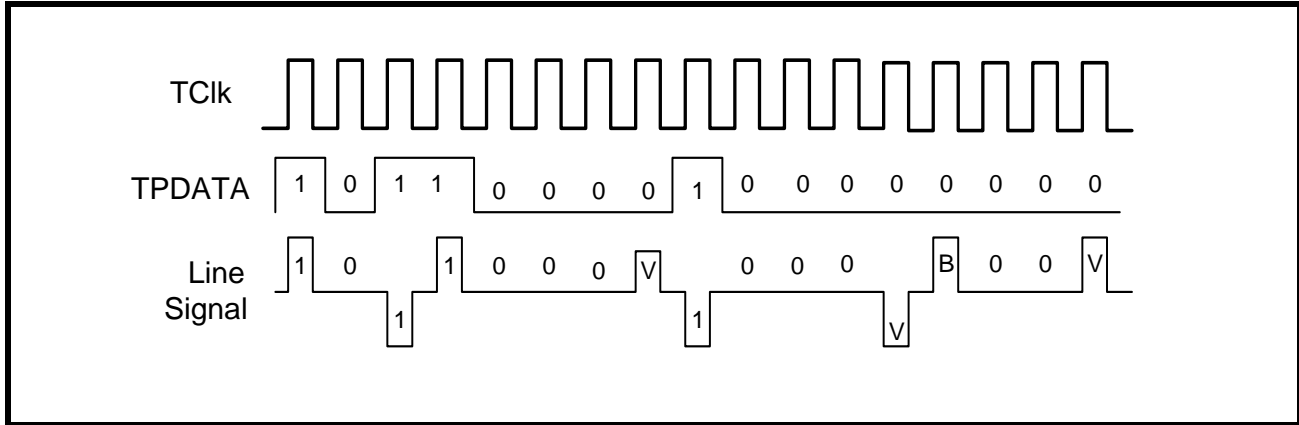 TClk
TPDATA 1 0 1 1 0 0 0 0 1 0 0 0 0 0 0 0 0
Line Signal 1 0 1 1 0 0 0 V 1 0 0 0 V B 0 0 V